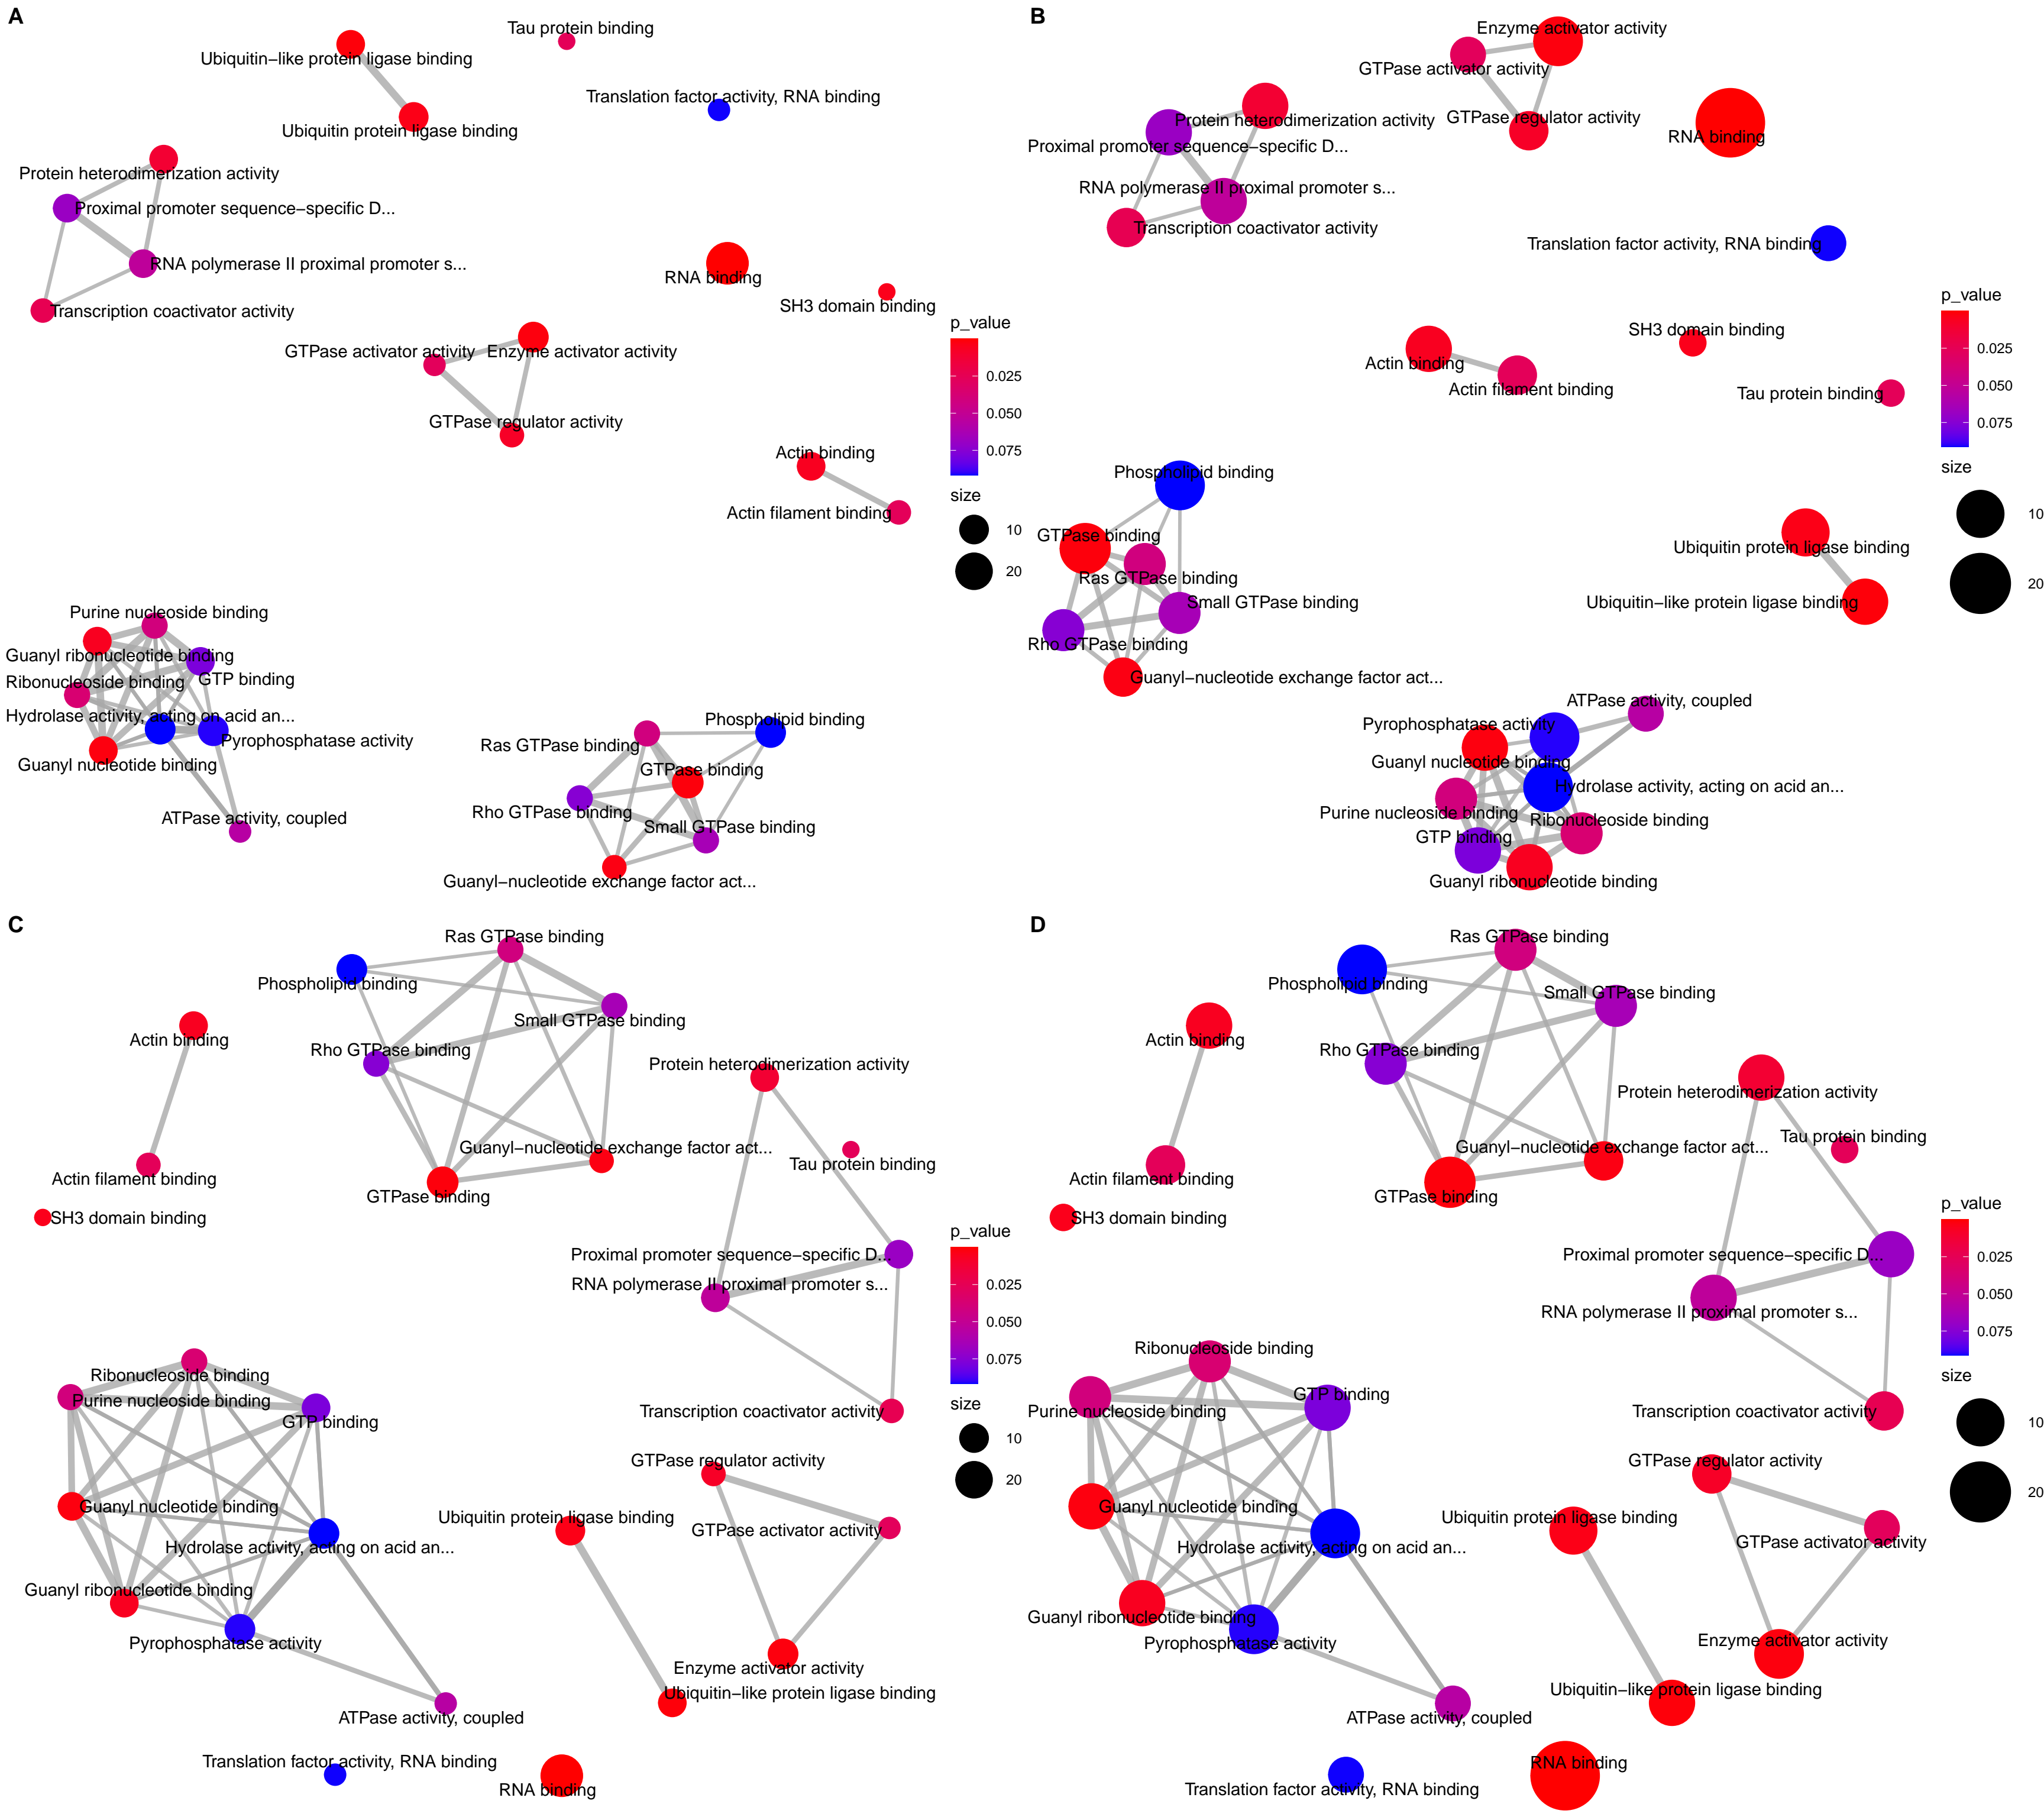 A
Tau protein binding
Ubiquitin−like protein ligase binding
Translation factor activity, RNA binding
Ubiquitin protein ligase binding
Protein heterodimerization activity
Proximal promoter sequence−specific D...
RNA polymerase II proximal promoter s...
RNA binding
SH3 domain binding
Transcription coactivator activity
GTPase activator activity
Enzyme activator activity
GTPase regulator activity
Actin binding
Actin filament binding
Purine nucleoside binding
Guanyl ribonucleotide binding
GTP binding
Ribonucleoside binding
Hydrolase activity, acting on acid an...
Pyrophosphatase activity
Guanyl nucleotide binding
ATPase activity, coupled
Phospholipid binding
Ras GTPase binding
GTPase binding
Rho GTPase binding
Small GTPase binding
Guanyl−nucleotide exchange factor act...
p_value
0.025
0.050
0.075
size
10
20
B
Enzyme activator activity
GTPase activator activity
GTPase regulator activity
Protein heterodimerization activity
RNA binding
Proximal promoter sequence−specific D...
RNA polymerase II proximal promoter s...
Transcription coactivator activity
Translation factor activity, RNA binding
SH3 domain binding
Actin binding
Actin filament binding
Tau protein binding
Phospholipid binding
GTPase binding
Ras GTPase binding
Small GTPase binding
Rho GTPase binding
Guanyl−nucleotide exchange factor act...
Ubiquitin protein ligase binding
Ubiquitin−like protein ligase binding
ATPase activity, coupled
Pyrophosphatase activity
Guanyl nucleotide binding
Hydrolase activity, acting on acid an...
Purine nucleoside binding
Ribonucleoside binding
GTP binding
Guanyl ribonucleotide binding
p_value
0.025
0.050
0.075
size
10
20
C
Ras GTPase binding
Phospholipid binding
Small GTPase binding
Actin binding
Rho GTPase binding
Protein heterodimerization activity
Guanyl−nucleotide exchange factor act...
Tau protein binding
Actin filament binding
GTPase binding
SH3 domain binding
Proximal promoter sequence−specific D...
RNA polymerase II proximal promoter s...
Ribonucleoside binding
Purine nucleoside binding
GTP binding
Transcription coactivator activity
GTPase regulator activity
Guanyl nucleotide binding
Ubiquitin protein ligase binding
GTPase activator activity
Hydrolase activity, acting on acid an...
Guanyl ribonucleotide binding
Pyrophosphatase activity
Enzyme activator activity
Ubiquitin−like protein ligase binding
ATPase activity, coupled
Translation factor activity, RNA binding
RNA binding
p_value
0.025
0.050
0.075
size
10
20
D
Ras GTPase binding
Phospholipid binding
Small GTPase binding
Actin binding
Rho GTPase binding
Protein heterodimerization activity
Tau protein binding
Guanyl−nucleotide exchange factor act...
Actin filament binding
GTPase binding
SH3 domain binding
Proximal promoter sequence−specific D...
RNA polymerase II proximal promoter s...
Ribonucleoside binding
GTP binding
Purine nucleoside binding
Transcription coactivator activity
GTPase regulator activity
Guanyl nucleotide binding
Ubiquitin protein ligase binding
GTPase activator activity
Hydrolase activity, acting on acid an...
Guanyl ribonucleotide binding
Pyrophosphatase activity
Enzyme activator activity
Ubiquitin−like protein ligase binding
ATPase activity, coupled
RNA binding
Translation factor activity, RNA binding
p_value
0.025
0.050
0.075
size
10
20